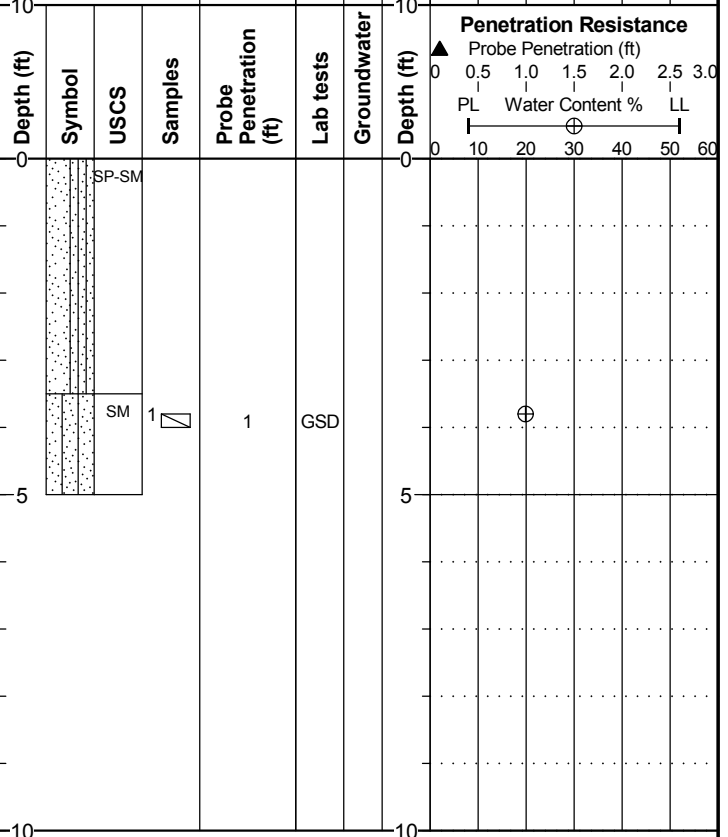 10
10
Depth (ft)
Symbol
USCS
Samples
Probe
Penetration
(ft)
Lab tests
Groundwater
Depth (ft)
Penetration Resistance
▲ Probe Penetration (ft)
0 0.5 1.0 1.5 2.0 2.5 3.0
PL Water Content % LL
0 10 20 30 40 50 60
0
0
SP-SM
SM
1
1
GSD
5
5
10
10